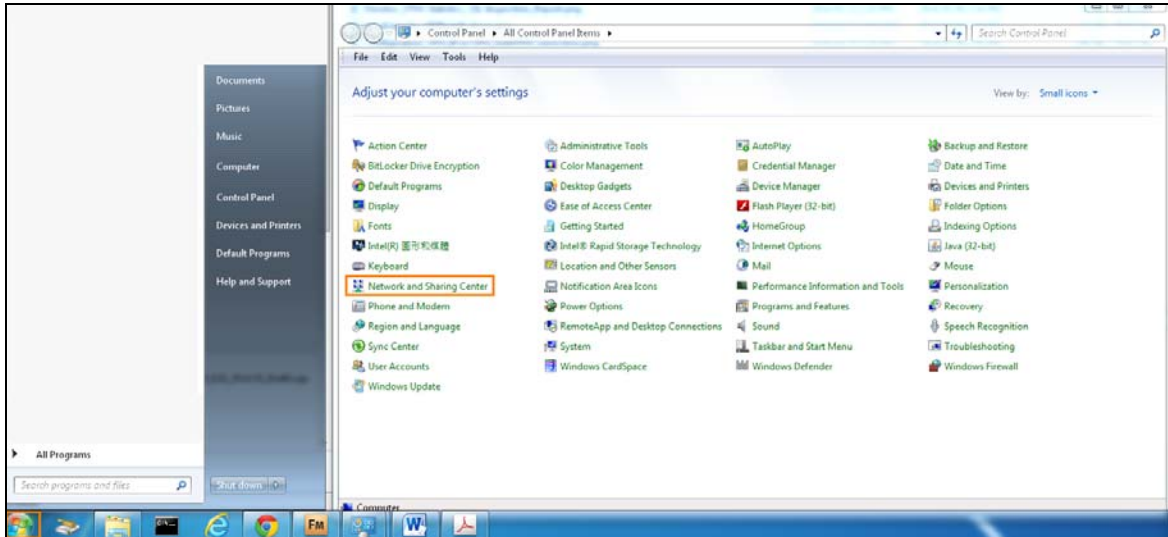 Control Panel ▸ All Control Panel Items ▸
Search Control Panel
File Edit View Tools Help
Adjust your computer's settings
View by: Small icons
Action Center
Administrative Tools
AutoPlay
Backup and Restore
BitLocker Drive Encryption
Color Management
Credential Manager
Date and Time
Default Programs
Desktop Gadgets
Device Manager
Devices and Printers
Display
Ease of Access Center
Flash Player (32-bit)
Folder Options
Fonts
Getting Started
HomeGroup
Indexing Options
Intel(R) 圖形和媒體
Intel® Rapid Storage Technology
Internet Options
Java (32-bit)
Keyboard
Location and Other Sensors
Mail
Mouse
Network and Sharing Center
Notification Area Icons
Performance Information and Tools
Personalization
Phone and Modem
Power Options
Programs and Features
Recovery
Region and Language
RemoteApp and Desktop Connections
Sound
Speech Recognition
Sync Center
System
Taskbar and Start Menu
Troubleshooting
User Accounts
Windows CardSpace
Windows Defender
Windows Firewall
Windows Update
Documents
Pictures
Music
Computer
Control Panel
Devices and Printers
Default Programs
Help and Support
All Programs
Search programs and files
Shut down
Computer
FM
W